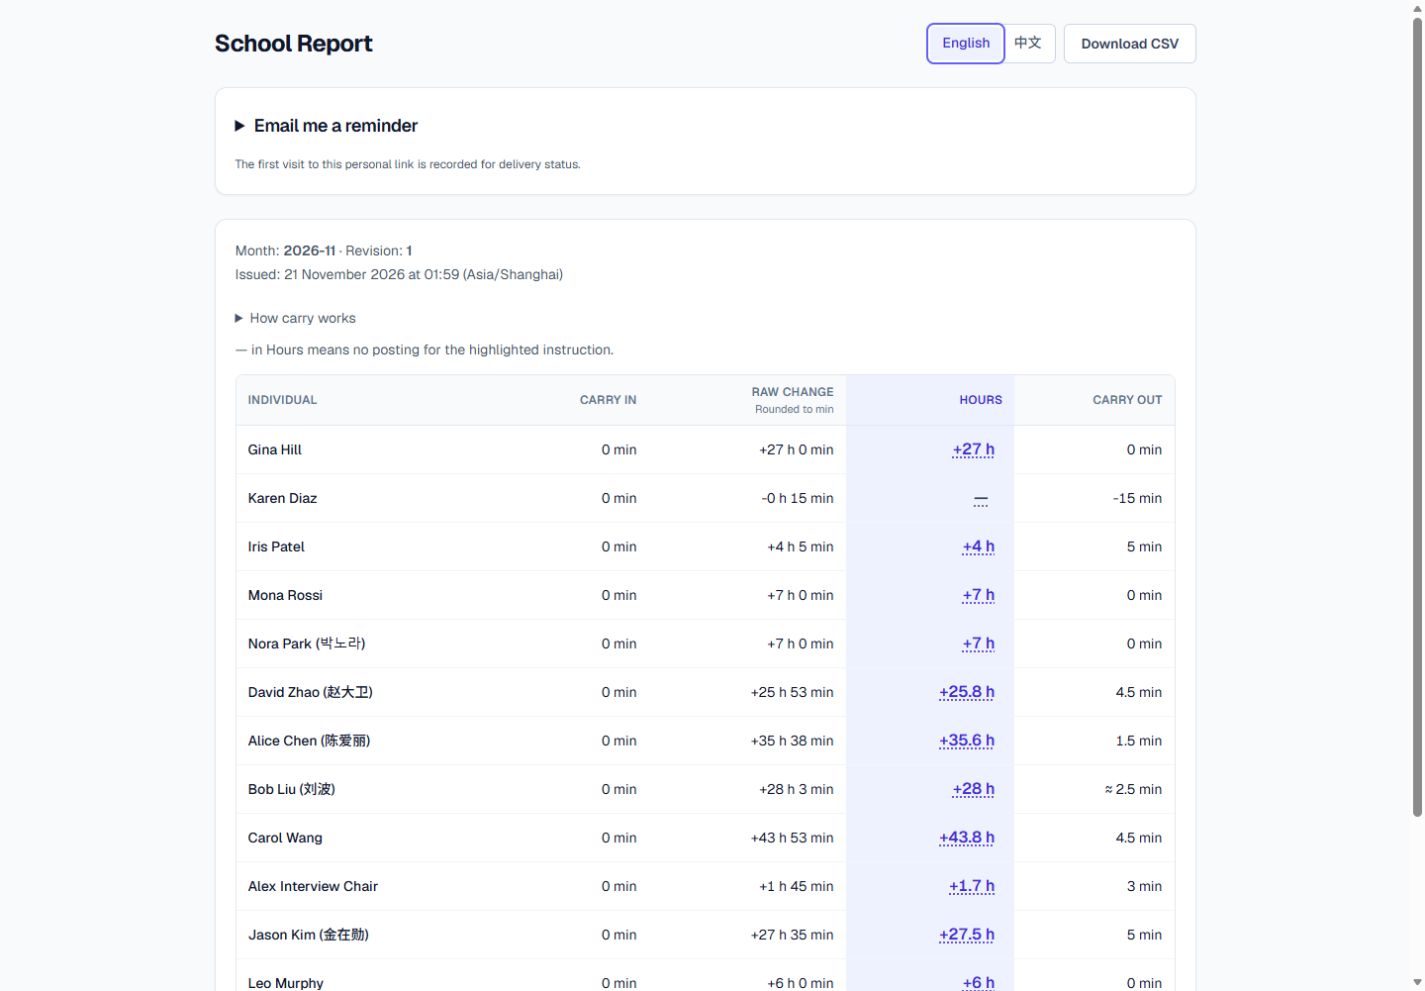 School Report
English
中文
Download CSV
▶ Email me a reminder
The first visit to this personal link is recorded for delivery status.
Month: 2026-11 · Revision: 1
Issued: 21 November 2026 at 01:59 (Asia/Shanghai)
▶ How carry works
— in Hours means no posting for the highlighted instruction.
INDIVIDUAL CARRY IN RAW CHANGE HOURS CARRY OUT
Rounded to min
Gina Hill 0 min +27 h 0 min +27 h 0 min
Karen Diaz 0 min -0 h 15 min — -15 min
Iris Patel 0 min +4 h 5 min +4 h 5 min
Mona Rossi 0 min +7 h 0 min +7 h 0 min
Nora Park (박노라) 0 min +7 h 0 min +7 h 0 min
David Zhao (赵大卫) 0 min +25 h 53 min +25.8 h 4.5 min
Alice Chen (陈爱丽) 0 min +35 h 38 min +35.6 h 1.5 min
Bob Liu (刘波) 0 min +28 h 3 min +28 h ≈ 2.5 min
Carol Wang 0 min +43 h 53 min +43.8 h 4.5 min
Alex Interview Chair 0 min +1 h 45 min +1.7 h 3 min
Jason Kim (金在勋) 0 min +27 h 35 min +27.5 h 5 min
Leo Murphy 0 min +6 h 0 min +6 h 0 min